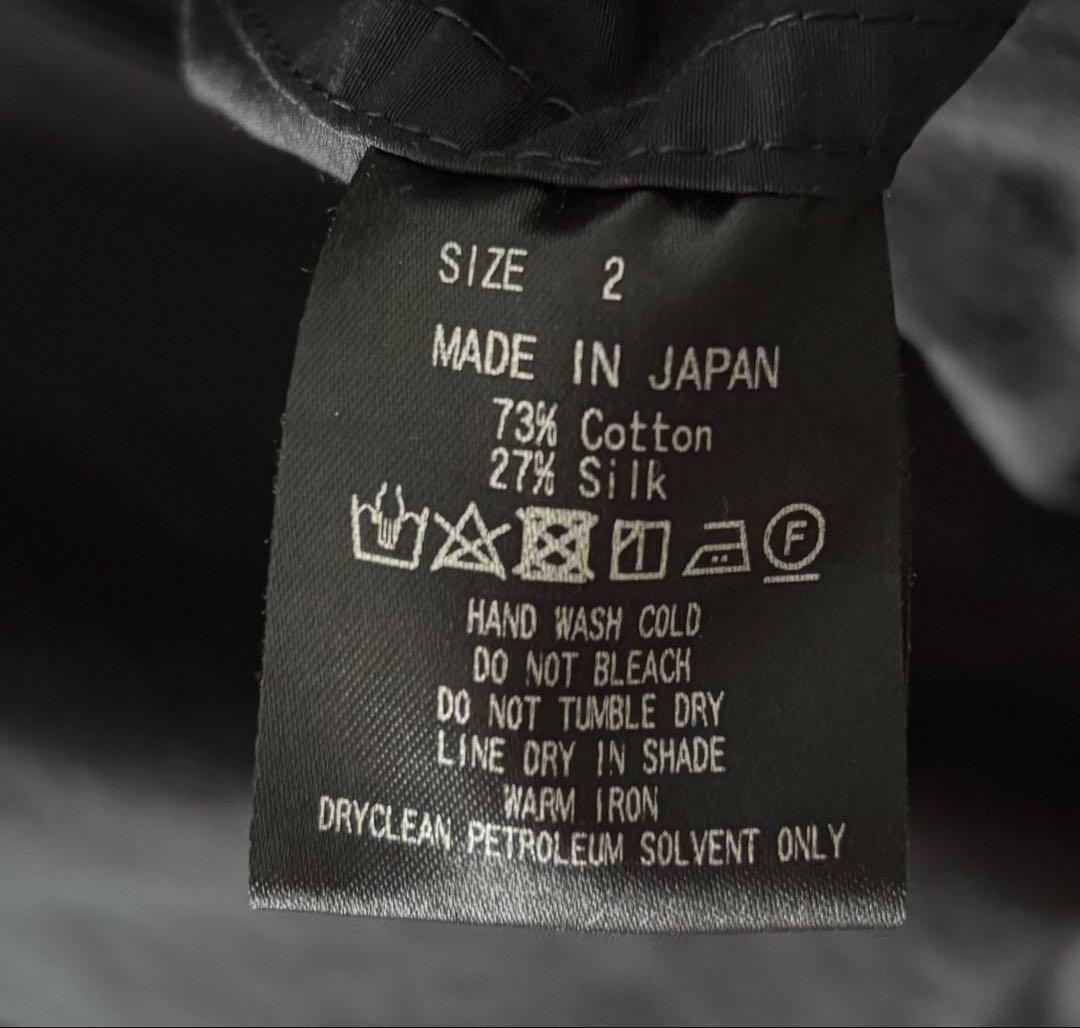 SIZE 2
MADE IN JAPAN
73% Cotton
27% Silk
F
HAND WASH COLD
DO NOT BLEACH
DO NOT TUMBLE DRY
LINE DRY IN SHADE
WARM IRON
DRYCLEAN PETROLEUM SOLVENT ONLY